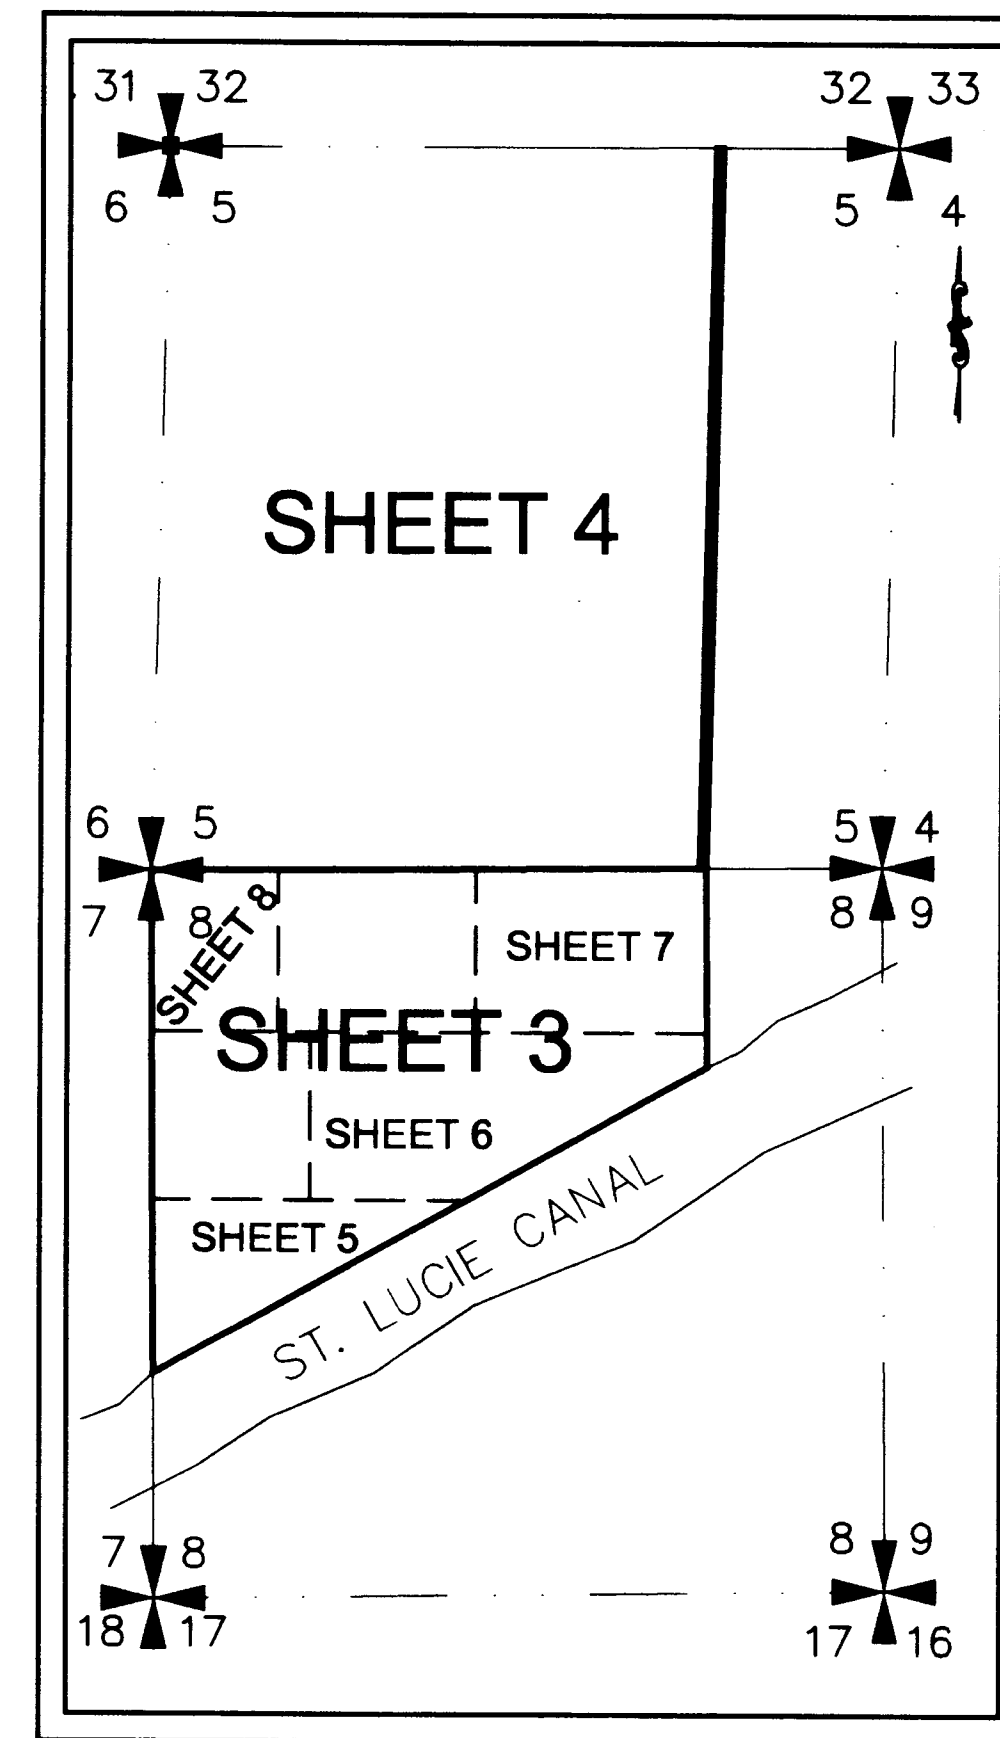 31 32
32 33
6 5
5 4
SHEET 4
6 5
5 4
7 8
8 9
SHEET 8
SHEET 7
SHEET 3
SHEET 6
SHEET 5
ST. LUCIE CANAL
7 8
8 9
18 17
17 16